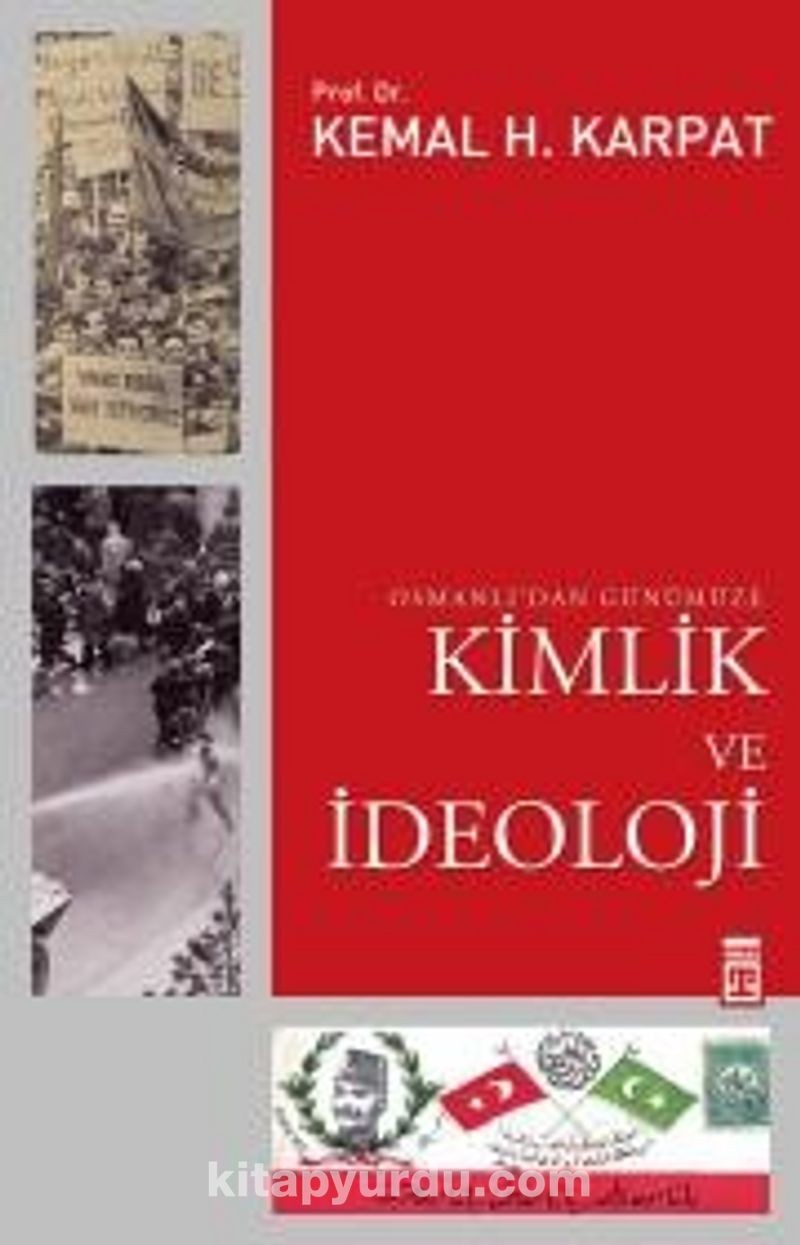 Prof. Dr.
KEMAL H. KARPAT
OSMANLI'DAN GÜNÜMÜZE
KİMLİK
VE
İDEOLOJİ
kitapyurdu.com